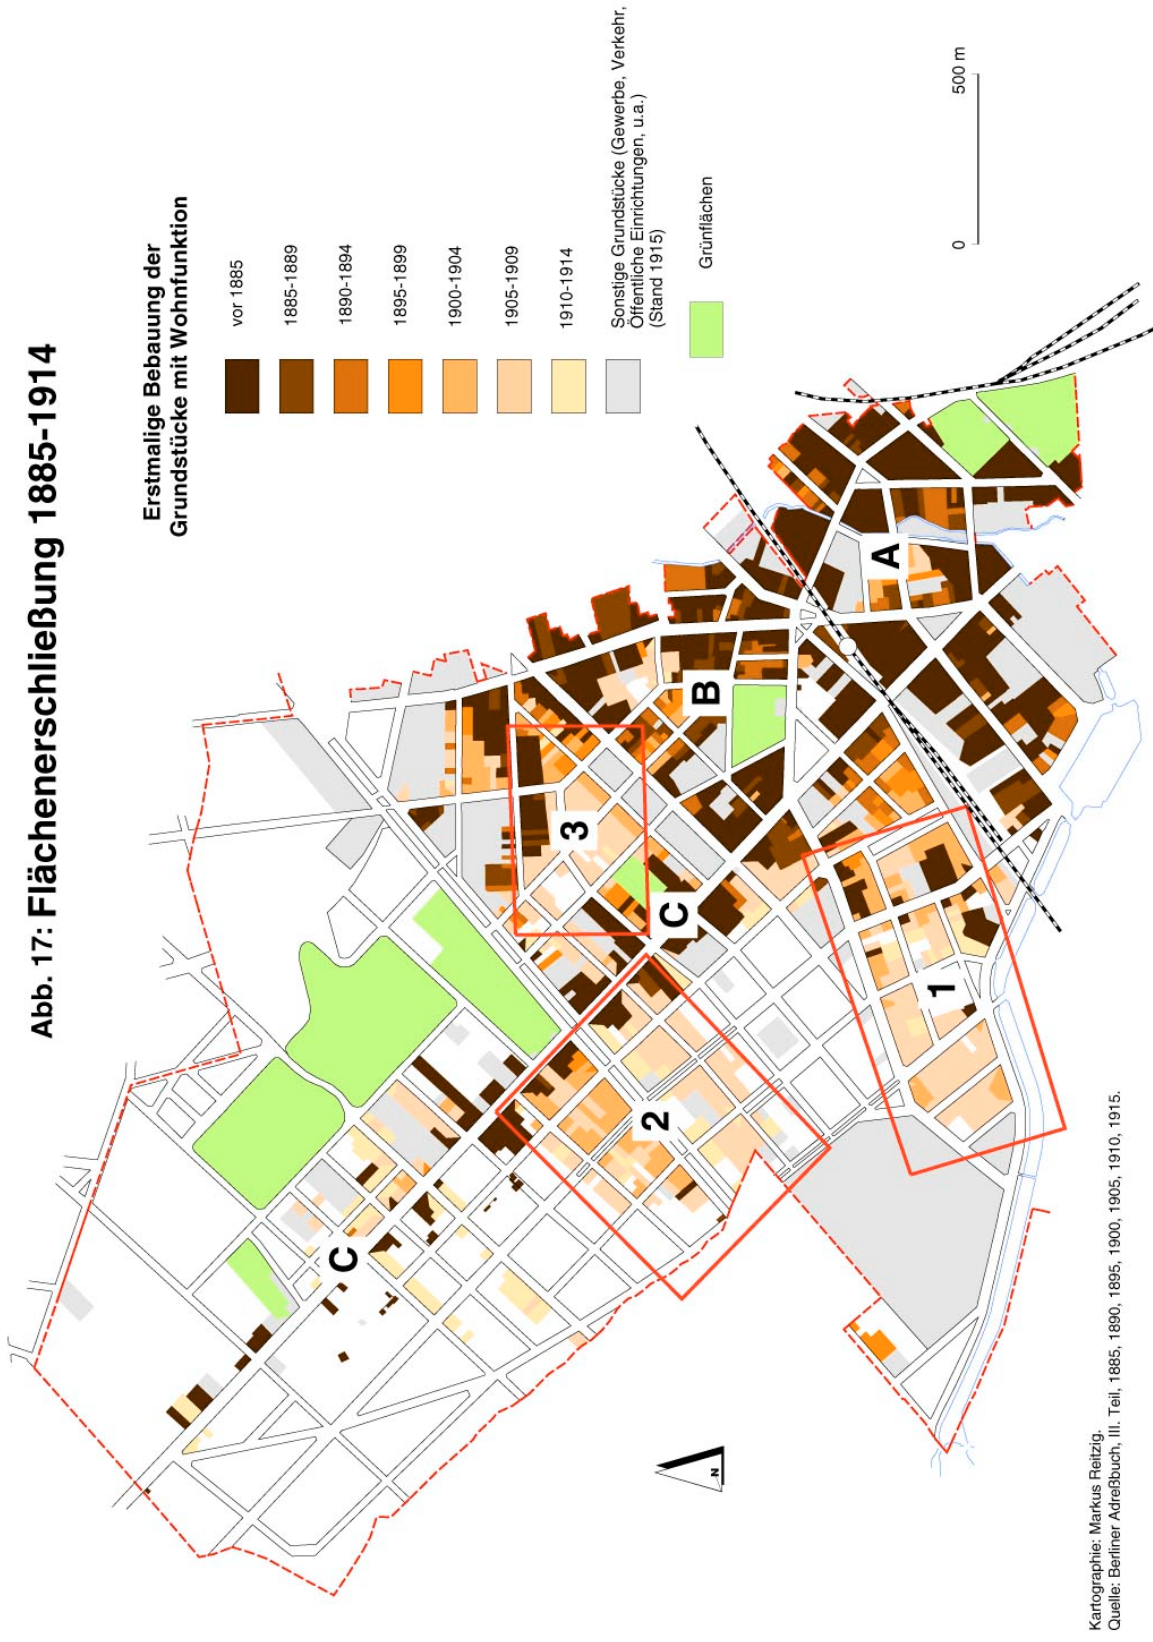 Abb. 17: Flächenerschließung 1885-1914
Erstmalige Bebauung der
Grundstücke mit Wohnfunktion
vor 1885
1885-1889
1890-1894
1895-1899
1900-1904
1905-1909
1910-1914
Sonstige Grundstücke (Gewerbe, Verkehr,
Öffentliche Einrichtungen, u.a.)
(Stand 1915)
Grünflächen
0 500 m
C
C
3
B
A
2
1
N
Kartographie: Markus Reitzig.
Quelle: Berliner Adreßbuch, III. Teil, 1885, 1890, 1895, 1900, 1905, 1910, 1915.